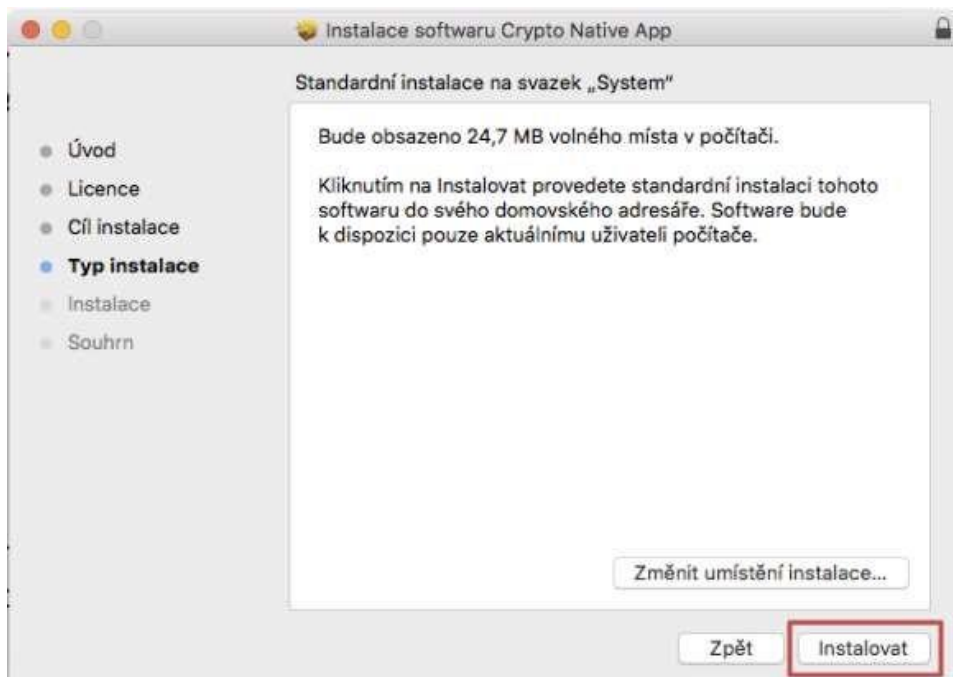 Instalace softwaru Crypto Native App
Standardní instalace na svazek „System“
Úvod
Licence
Cíl instalace
Typ instalace
Instalace
Souhrn
Bude obsazeno 24,7 MB volného místa v počítači.
Kliknutím na Instalovat provedete standardní instalaci tohoto
softwaru do svého domovského adresáře. Software bude
k dispozici pouze aktuálnímu uživateli počítače.
Změnit umístění instalace...
Zpět
Instalovat